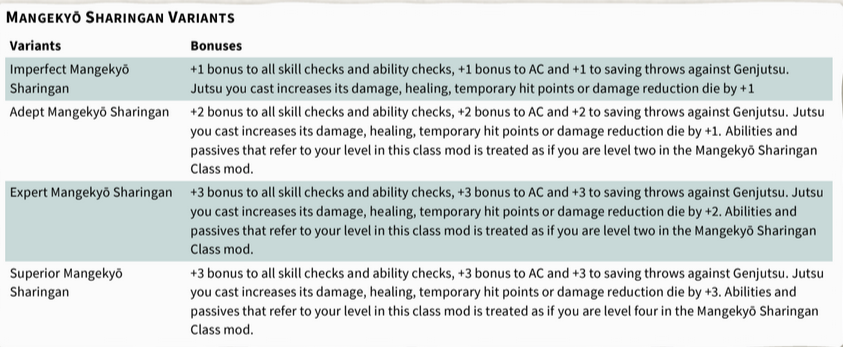 MANGEKYŌ SHARINGAN VARIANTS
Variants Bonuses
Imperfect Mangekyō Sharingan +1 bonus to all skill checks and ability checks, +1 bonus to AC and +1 to saving throws against Genjutsu.
Jutsu you cast increases its damage, healing, temporary hit points or damage reduction die by +1
Adept Mangekyō Sharingan +2 bonus to all skill checks and ability checks, +2 bonus to AC and +2 to saving throws against Genjutsu. Jutsu
you cast increases its damage, healing, temporary hit points or damage reduction die by +1. Abilities and
passives that refer to your level in this class mod is treated as if you are level two in the Mangekyō Sharingan
Class mod.
Expert Mangekyō Sharingan +3 bonus to all skill checks and ability checks, +3 bonus to AC and +3 to saving throws against Genjutsu. Jutsu
you cast increases its damage, healing, temporary hit points or damage reduction die by +2. Abilities and
passives that refer to your level in this class mod is treated as if you are level two in the Mangekyō Sharingan
Class mod.
Superior Mangekyō Sharingan +3 bonus to all skill checks and ability checks, +3 bonus to AC and +3 to saving throws against Genjutsu. Jutsu
you cast increases its damage, healing, temporary hit points or damage reduction die by +3. Abilities and
passives that refer to your level in this class mod is treated as if you are level four in the Mangekyō Sharingan
Class mod.